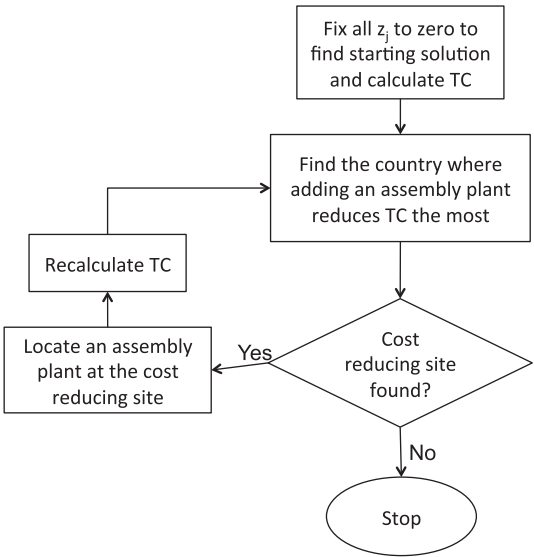 Fix all zj to zero to
find starting solution
and calculate TC
Find the country where
adding an assembly plant
reduces TC the most
Recalculate TC
Locate an assembly
plant at the cost
reducing site
Yes
Cost
reducing site
found?
No
Stop